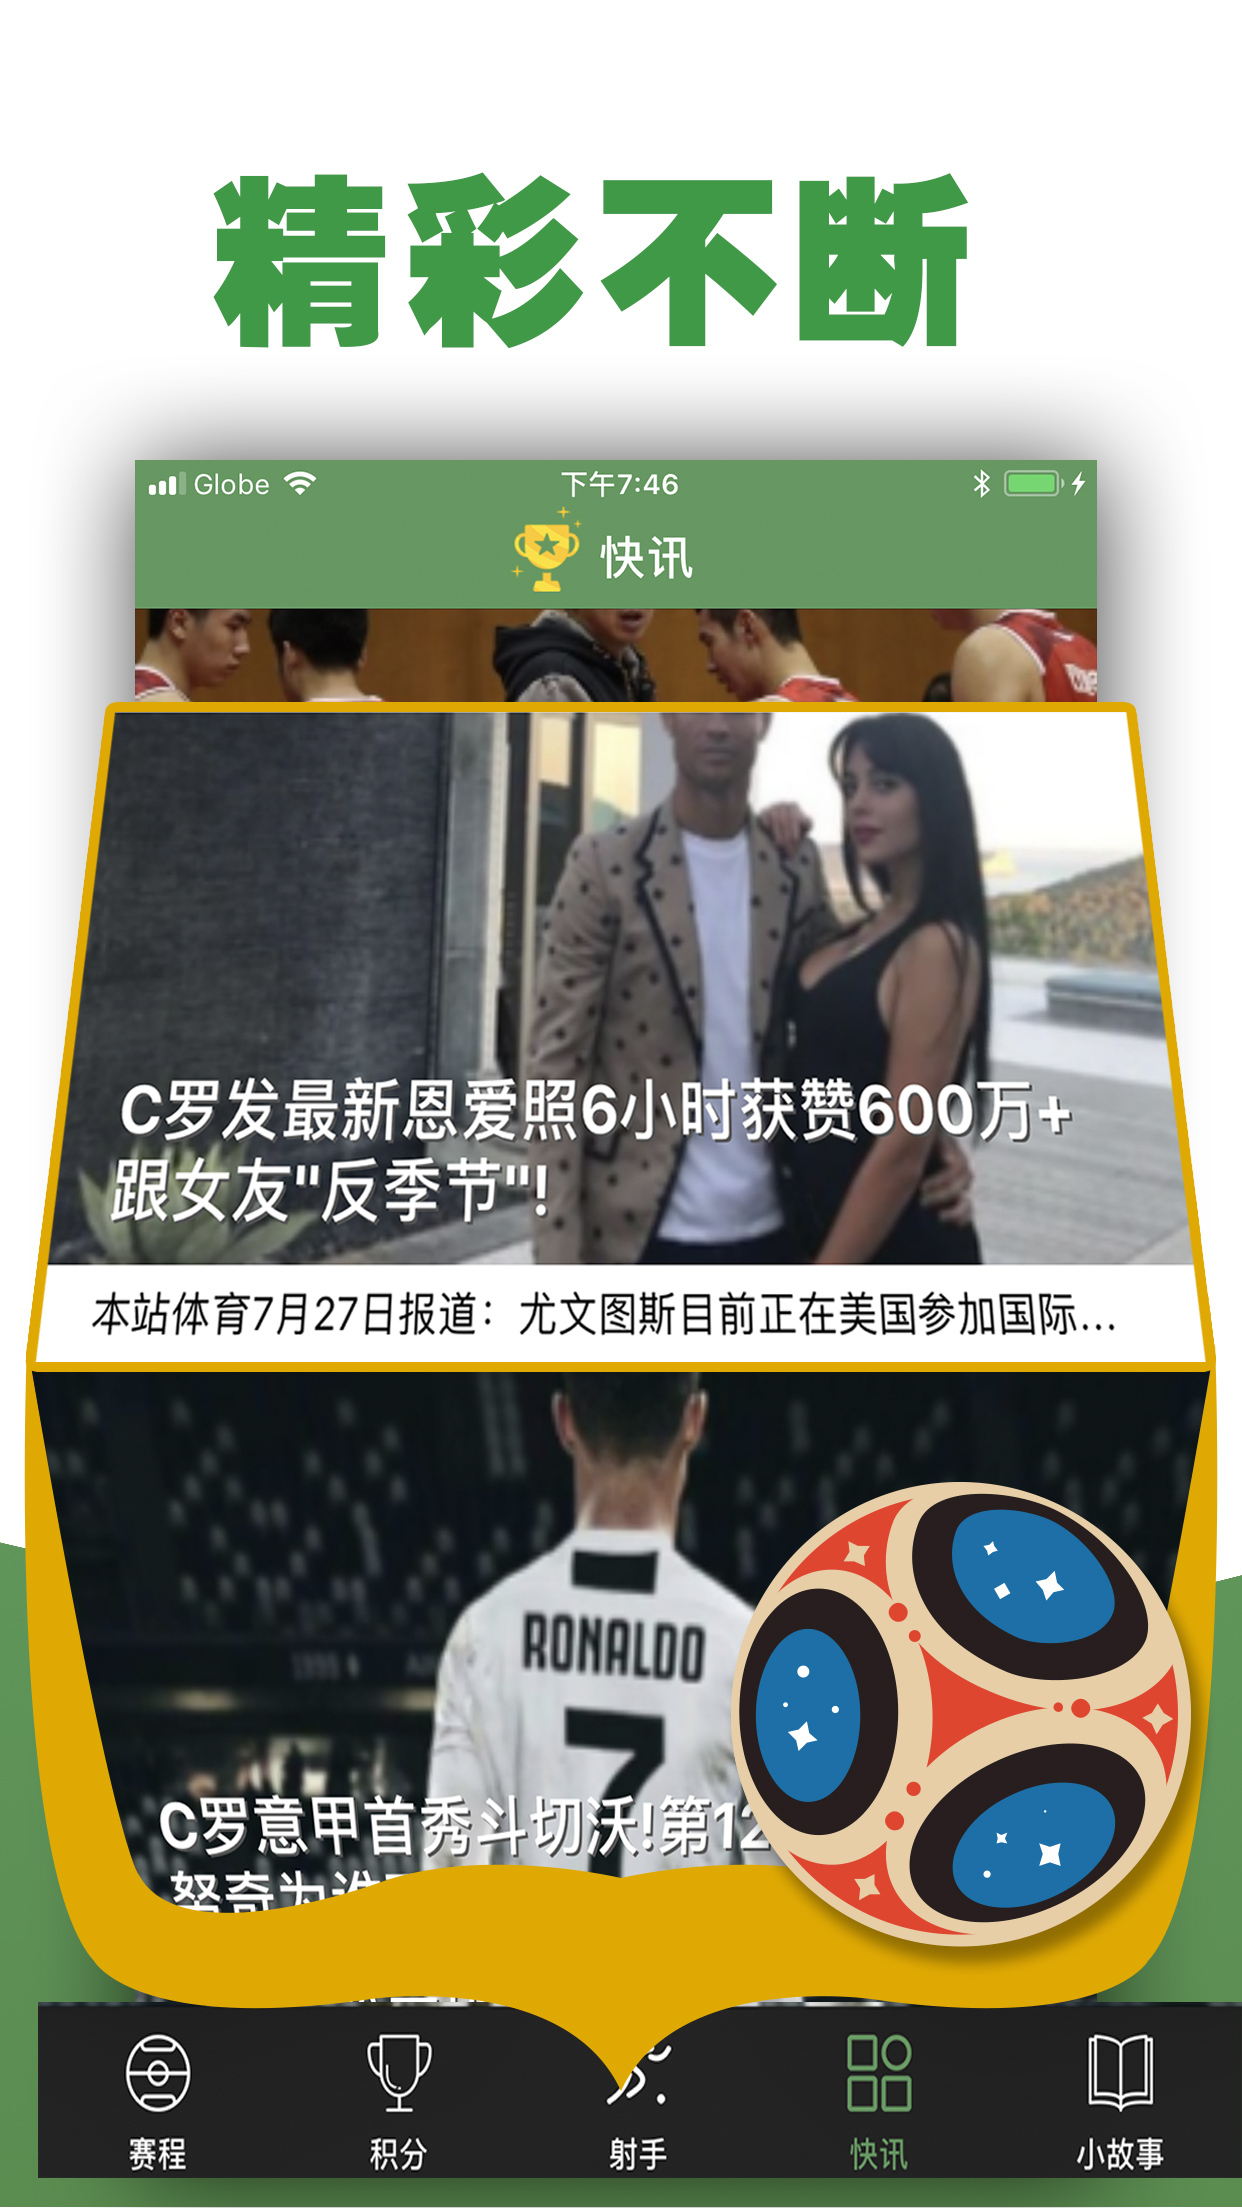 精彩不断
Globe 下午7:46
快讯
C罗发最新恩爱照6小时获赞600万+
跟女友"反季节"!
本站体育7月27日报道：尤文图斯目前正在美国参加国际...
RONALDO
7
C罗意甲首秀斗切沃!第12
努奇为
赛程 积分 射手 快讯 小故事